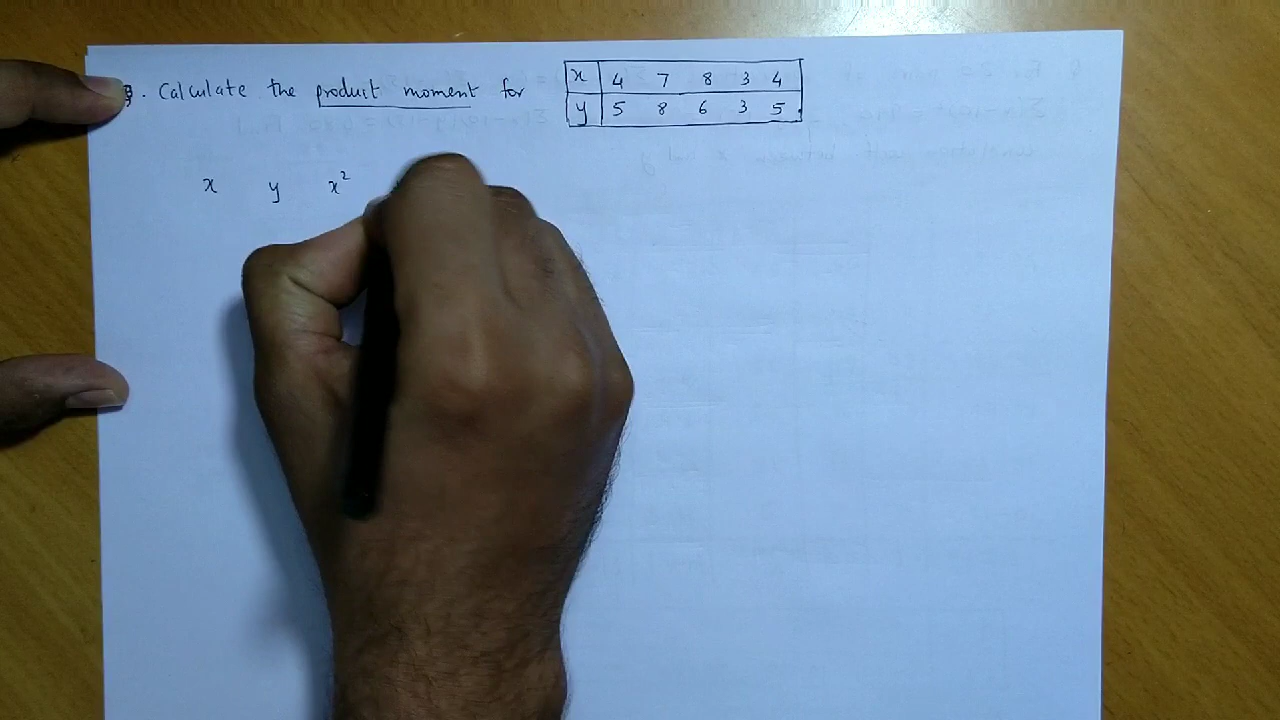 . Calculate the product moment for
x 4 7 8 3 4
y 5 8 6 3 5
x y x²